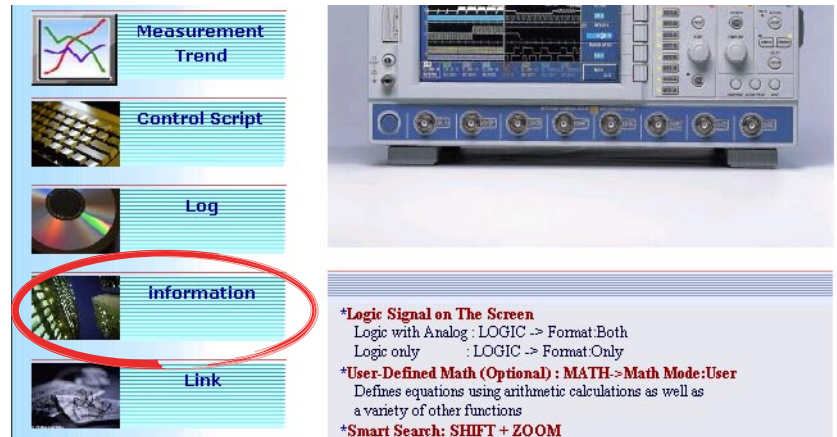 Measurement
Trend
Control Script
Log
information
Link
*Logic Signal on The Screen
Logic with Analog : LOGIC -> Format:Both
Logic only : LOGIC -> Format:Only
*User-Defined Math (Optional) : MATH->Math Mode:User
Defines equations using arithmetic calculations as well as
a variety of other functions
*Smart Search: SHIFT + ZOOM